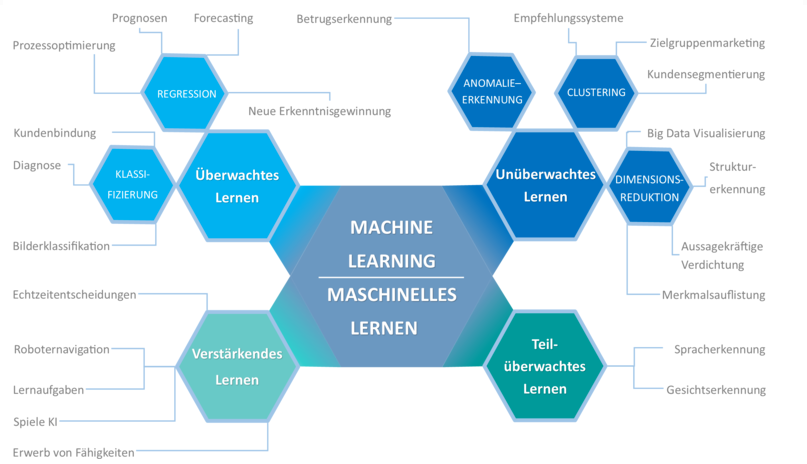 Prognosen
Forecasting
Prozessoptimierung
REGRESSION
Neue Erkenntnisgewinnung
Kundenbindung
Diagnose
KLASSI-
FIZIERUNG
Bilderklassifikation
Überwachtes
Lernen
Betrugserkennung
Empfehlungssysteme
Zielgruppenmarketing
Kundensegmentierung
ANOMALIE-
ERKENNUNG
CLUSTERING
Big Data Visualisierung
Struktur-
erkennung
Unüberwachtes
Lernen
DIMENSIONS-
REDUKTION
Aussagekräftige
Verdichtung
Merkmalsauflistung
MACHINE
LEARNING
MASCHINELLES
LERNEN
Echtzeitentscheidungen
Roboternavigation
Lernaufgaben
Spiele KI
Erwerb von Fähigkeiten
Verstärkendes
Lernen
Teil-
überwachtes
Lernen
Spracherkennung
Gesichtserkennung